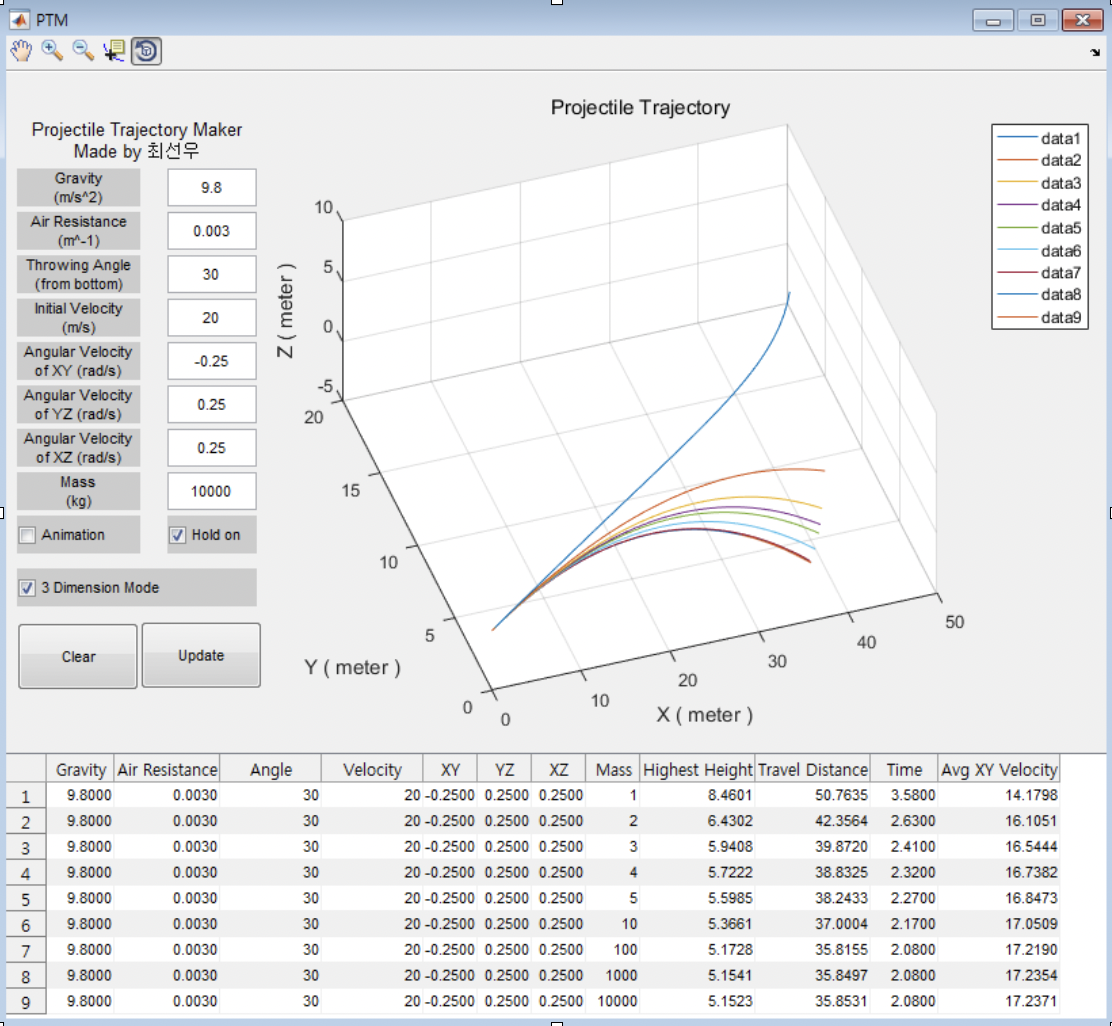 PTM
Projectile Trajectory Maker
Made by 최선우
Gravity
(m/s^2)
9.8
Air Resistance
(m^-1)
0.003
Throwing Angle
(from bottom)
30
Initial Velocity
(m/s)
20
Angular Velocity
of XY (rad/s)
-0.25
Angular Velocity
of YZ (rad/s)
0.25
Angular Velocity
of XZ (rad/s)
0.25
Mass
(kg)
10000
Animation
Hold on
3 Dimension Mode
Clear
Update
Projectile Trajectory
Z ( meter )
10
5
0
-5
20
15
10
5
0
Y ( meter )
0
10
20
30
40
50
X ( meter )
data1
data2
data3
data4
data5
data6
data7
data8
data9
Gravity Air Resistance Angle Velocity XY YZ XZ Mass Highest Height Travel Distance Time Avg XY Velocity
1 9.8000 0.0030 30 20 -0.2500 0.2500 0.2500 1 8.4601 50.7635 3.5800 14.1798
2 9.8000 0.0030 30 20 -0.2500 0.2500 0.2500 2 6.4302 42.3564 2.6300 16.1051
3 9.8000 0.0030 30 20 -0.2500 0.2500 0.2500 3 5.9408 39.8720 2.4100 16.5444
4 9.8000 0.0030 30 20 -0.2500 0.2500 0.2500 4 5.7222 38.8325 2.3200 16.7382
5 9.8000 0.0030 30 20 -0.2500 0.2500 0.2500 5 5.5985 38.2433 2.2700 16.8473
6 9.8000 0.0030 30 20 -0.2500 0.2500 0.2500 10 5.3661 37.0004 2.1700 17.0509
7 9.8000 0.0030 30 20 -0.2500 0.2500 0.2500 100 5.1728 35.8155 2.0800 17.2190
8 9.8000 0.0030 30 20 -0.2500 0.2500 0.2500 1000 5.1541 35.8497 2.0800 17.2354
9 9.8000 0.0030 30 20 -0.2500 0.2500 0.2500 10000 5.1523 35.8531 2.0800 17.2371